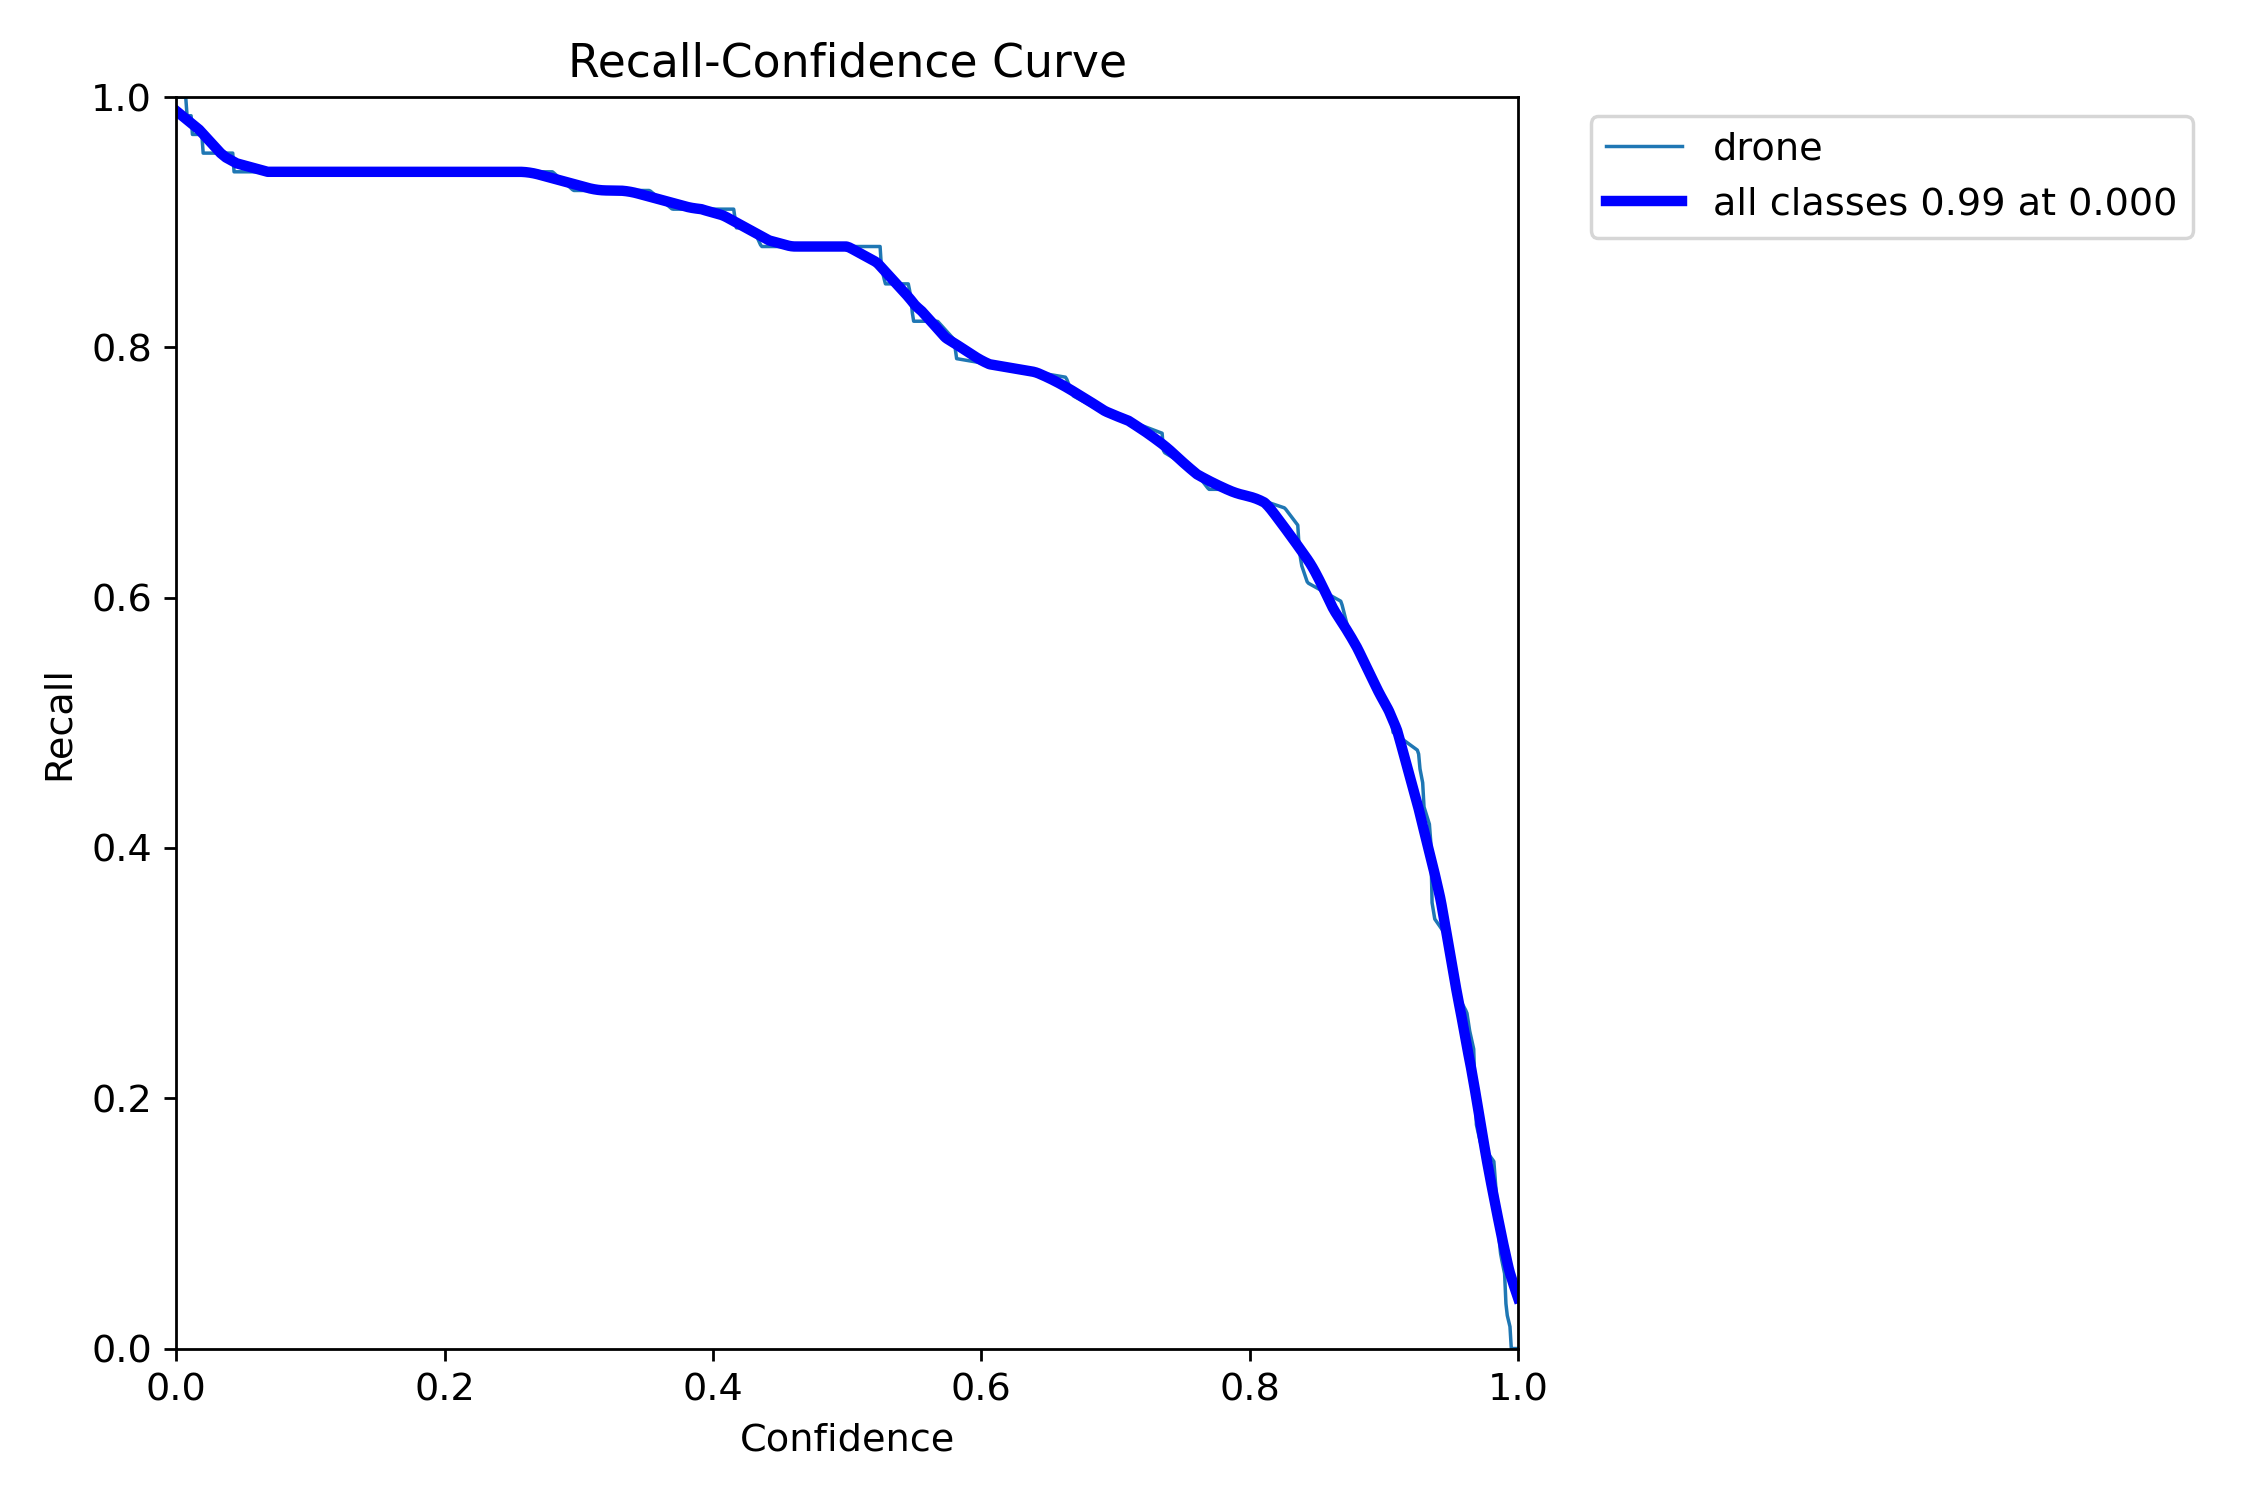 Recall-Confidence Curve
1.0
0.8
0.6
0.4
0.2
0.0
Recall
0.0 0.2 0.4 0.6 0.8 1.0
Confidence
drone
all classes 0.99 at 0.000